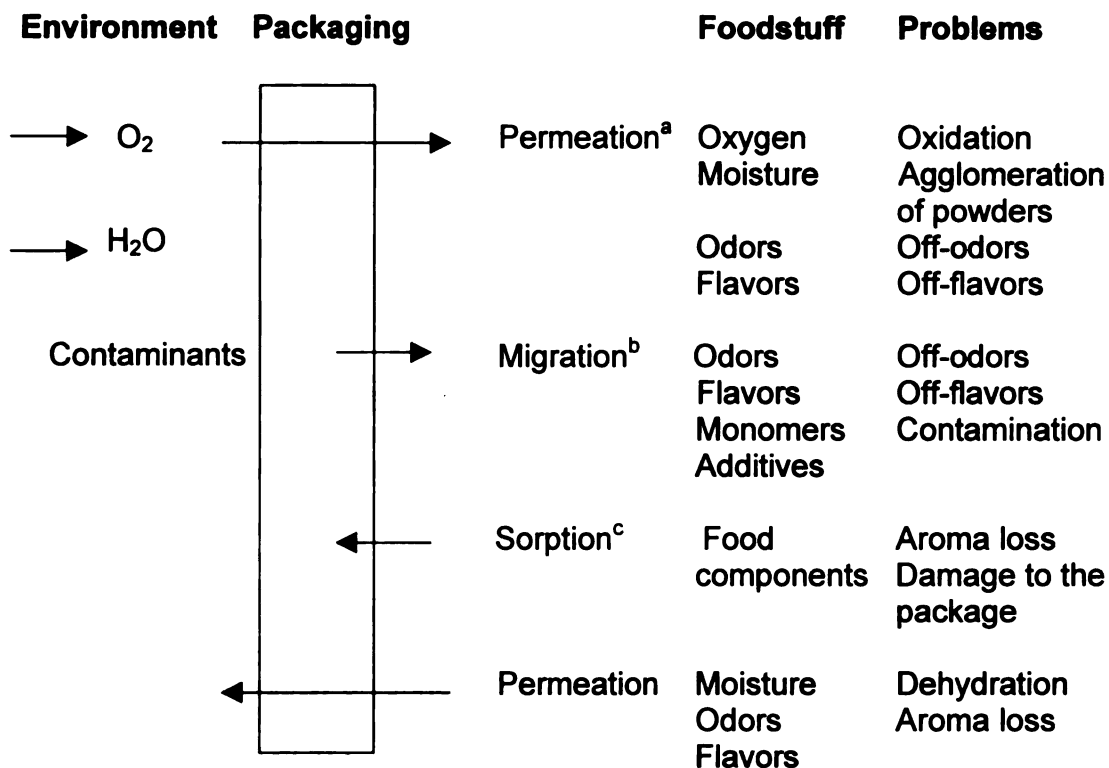 Environment Packaging Foodstuff Problems
O₂ Permeationᵃ Oxygen Oxidation
Moisture Agglomeration
of powders
H₂O Odors Off-odors
Flavors Off-flavors
Contaminants Migrationᵇ Odors Off-odors
Flavors Off-flavors
Monomers Contamination
Additives
Sorptionᶜ Food Aroma loss
components Damage to the
package
Permeation Moisture Dehydration
Odors Aroma loss
Flavors